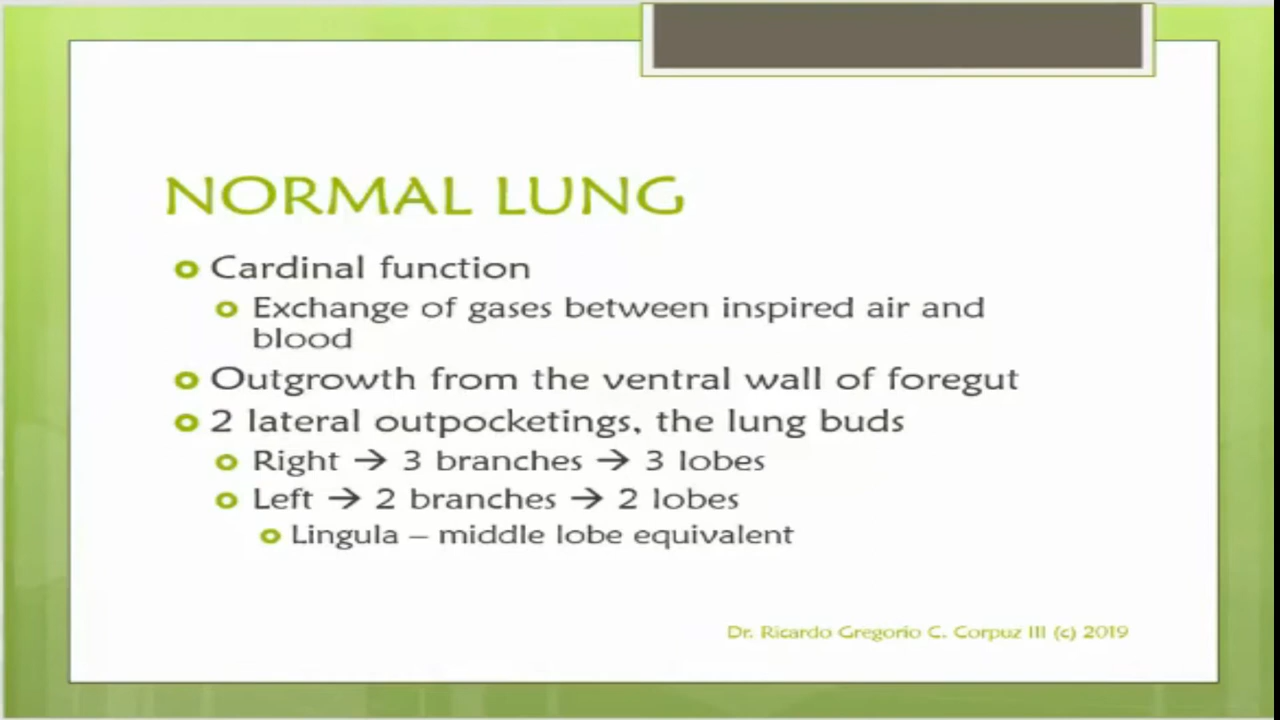 NORMAL LUNG
Cardinal function
Exchange of gases between inspired air and
blood
Outgrowth from the ventral wall of foregut
2 lateral outpocketings, the lung buds
Right → 3 branches → 3 lobes
Left → 2 branches → 2 lobes
Lingula – middle lobe equivalent
Dr. Ricardo Gregorio C. Corpuz III (c) 2019